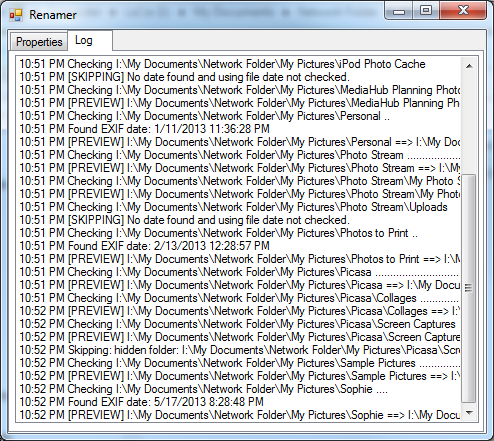 Renamer
Properties
Log
10:51 PM Checking I:\My Documents\Network Folder\My Pictures\iPod Photo Cache
10:51 PM [SKIPPING] No date found and using file date not checked.
10:51 PM Checking I:\My Documents\Network Folder\My Pictures\MediaHub Planning Photo
10:51 PM [PREVIEW] I:\My Documents\Network Folder\My Pictures\MediaHub Planning Ph
10:51 PM Checking I:\My Documents\Network Folder\My Pictures\Personal ..
10:51 PM Found EXIF date: 1/11/2013 11:36:28 PM
10:51 PM [PREVIEW] I:\My Documents\Network Folder\My Pictures\Personal ==> I:\My Doc
10:51 PM Checking I:\My Documents\Network Folder\My Pictures\Photo Stream ..................
10:51 PM [PREVIEW] I:\My Documents\Network Folder\My Pictures\Photo Stream ==> I:\M
10:51 PM Checking I:\My Documents\Network Folder\My Pictures\Photo Stream\My Photo S
10:51 PM [PREVIEW] I:\My Documents\Network Folder\My Pictures\Photo Stream\My Photo
10:51 PM Checking I:\My Documents\Network Folder\My Pictures\Photo Stream\Uploads
10:51 PM [SKIPPING] No date found and using file date not checked.
10:51 PM Checking I:\My Documents\Network Folder\My Pictures\Photos to Print ..
10:51 PM Found EXIF date: 2/13/2013 12:28:57 PM
10:51 PM [PREVIEW] I:\My Documents\Network Folder\My Pictures\Photos to Print ==> I:\M
10:51 PM Checking I:\My Documents\Network Folder\My Pictures\Picasa ............................
10:51 PM [PREVIEW] I:\My Documents\Network Folder\My Pictures\Picasa ==> I:\My Docu
10:51 PM Checking I:\My Documents\Network Folder\My Pictures\Picasa\Collages ..............
10:52 PM [PREVIEW] I:\My Documents\Network Folder\My Pictures\Picasa\Collages ==> I:\M
10:52 PM Checking I:\My Documents\Network Folder\My Pictures\Picasa\Screen Captures
10:52 PM [PREVIEW] I:\My Documents\Network Folder\My Pictures\Picasa\Screen Captures
10:52 PM Skipping: hidden folder: I:\My Documents\Network Folder\My Pictures\Picasa\Scre
10:52 PM Checking I:\My Documents\Network Folder\My Pictures\Sample Pictures ...............
10:52 PM [PREVIEW] I:\My Documents\Network Folder\My Pictures\Sample Pictures ==> I:\
10:52 PM Checking I:\My Documents\Network Folder\My Pictures\Sophie ....
10:52 PM Found EXIF date: 5/17/2013 8:28:48 PM
10:52 PM [PREVIEW] I:\My Documents\Network Folder\My Pictures\Sophie ==> I:\My Docum